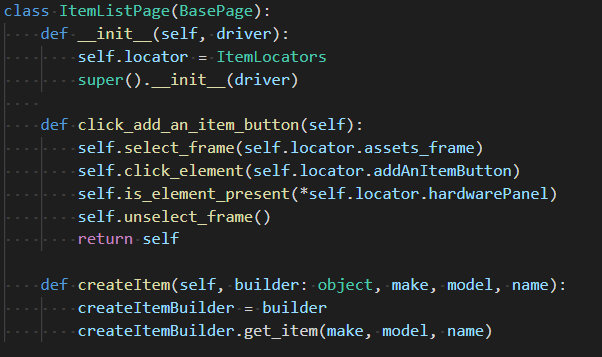 class ItemListPage(BasePage):
    def __init__(self, driver):
        self.locator = ItemLocators
        super().__init__(driver)

    def click_add_an_item_button(self):
        self.select_frame(self.locator.assets_frame)
        self.click_element(self.locator.addAnItemButton)
        self.is_element_present(*self.locator.hardwarePanel)
        self.unselect_frame()
        return self

    def createItem(self, builder: object, make, model, name):
        createItemBuilder = builder
        createItemBuilder.get_item(make, model, name)